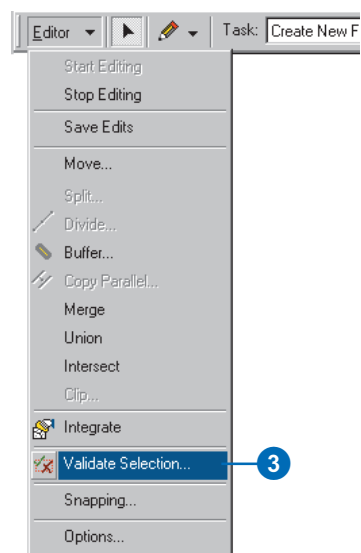 Editor Task: Create New F
Start Editing
Stop Editing
Save Edits
Move...
Split...
Divide...
Buffer...
Copy Parallel...
Merge
Union
Intersect
Clip...
Integrate
Validate Selection... 3
Snapping...
Options...